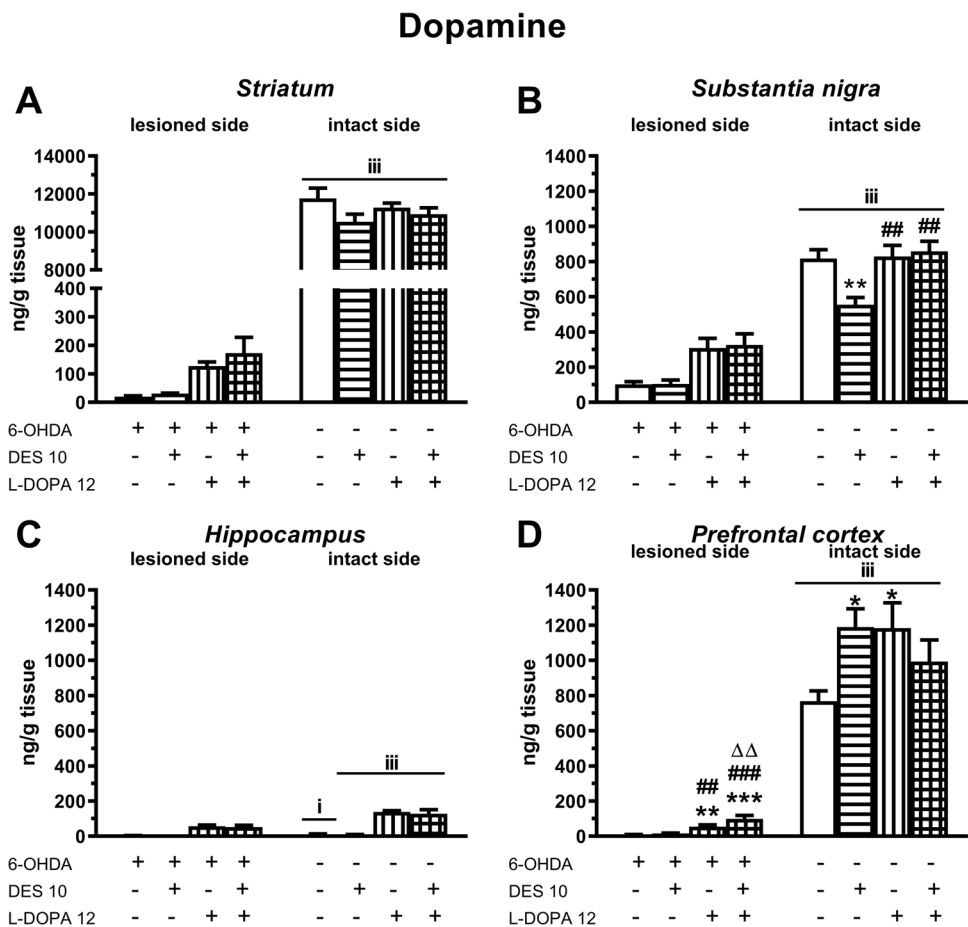 Dopamine
A
Striatum
lesioned side intact side
iii
14000
12000
10000
8000
400
300
200
100
0
ng/g tissue
6-OHDA + + + + - - - -
DES 10 - + - + - + - +
L-DOPA 12 - - + + - - + +
B
Substantia nigra
lesioned side intact side
iii
## ##
**
1400
1200
1000
800
600
400
200
0
ng/g tissue
6-OHDA + + + + - - - -
DES 10 - + - + - + - +
L-DOPA 12 - - + + - - + +
C
Hippocampus
lesioned side intact side
1400
1200
1000
800
600
400
200
0
ng/g tissue
iii
i
6-OHDA + + + + - - - -
DES 10 - + - + - + - +
L-DOPA 12 - - + + - - + +
D
Prefrontal cortex
lesioned side intact side
iii
* *
1400
1200
1000
800
600
400
200
0
ng/g tissue
ΔΔ
## ###
** ***
6-OHDA + + + + - - - -
DES 10 - + - + - + - +
L-DOPA 12 - - + + - - + +